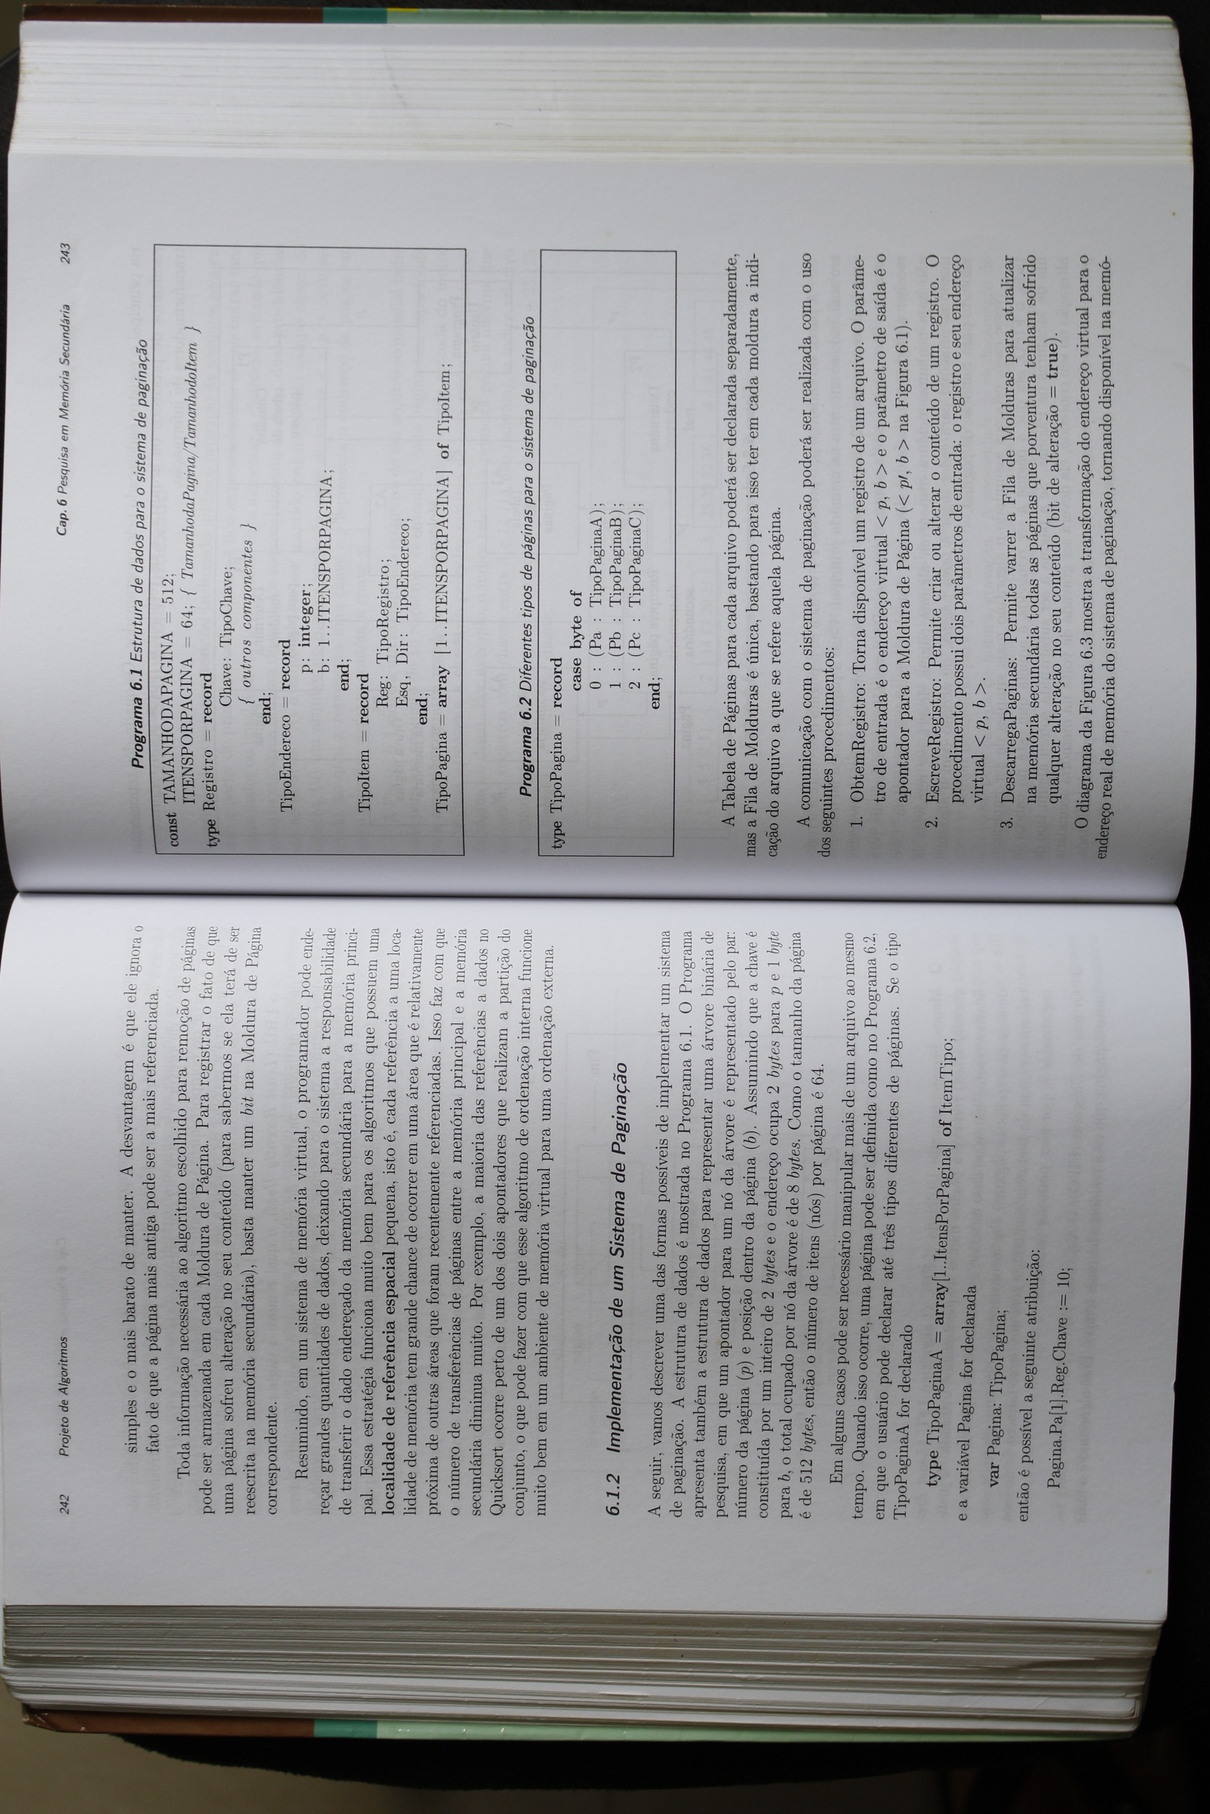 242 Projeto de Algoritmos
simples e o mais barato de manter. A desvantagem é que ele ignora o
fato de que a página mais antiga pode ser a mais referenciada.
Toda informação necessária ao algoritmo escolhido para remoção de páginas
pode ser armazenada em cada Moldura de Página. Para registrar o fato de que
uma página sofreu alteração no seu conteúdo (para sabermos se ela terá de ser
reescrita na memória secundária), basta manter um bit na Moldura de Página
correspondente.
Resumindo, em um sistema de memória virtual, o programador pode ende-
reçar grandes quantidades de dados, deixando para o sistema a responsabilidade
de transferir o dado endereçado da memória secundária para a memória princi-
pal. Essa estratégia funciona muito bem para os algoritmos que possuem uma
localidade de referência espacial pequena, isto é, cada referência a uma loca-
lidade de memória tem grande chance de ocorrer em uma área que é relativamente
próxima de outras áreas que foram recentemente referenciadas. Isso faz com que
o número de transferências de páginas entre a memória principal e a memória
secundária diminua muito. Por exemplo, a maioria das referências a dados no
Quicksort ocorre perto de um dos dois apontadores que realizam a partição do
conjunto, o que pode fazer com que esse algoritmo de ordenação interna funcione
muito bem em um ambiente de memória virtual para uma ordenação externa.
6.1.2 Implementação de um Sistema de Paginação
A seguir, vamos descrever uma das formas possíveis de implementar um sistema
de paginação. A estrutura de dados é mostrada no Programa 6.1. O Programa
apresenta também a estrutura de dados para representar uma árvore binária de
pesquisa, em que um apontador para um nó da árvore é representado pelo par:
número da página (p) e posição dentro da página (b). Assumindo que a chave é
constituída por um inteiro de 2 bytes e o endereço ocupa 2 bytes para p e 1 byte
para b, o total ocupado por nó da árvore é de 8 bytes. Como o tamanho da página
é de 512 bytes, então o número de itens (nós) por página é 64.
Em alguns casos pode ser necessário manipular mais de um arquivo ao mesmo
tempo. Quando isso ocorre, uma página pode ser definida como no Programa 6.2,
em que o usuário pode declarar até três tipos diferentes de páginas. Se o tipo
TipoPaginaA for declarado
type TipoPaginaA = array[1..ItensPorPagina] of ItemTipo;
e a variável Pagina for declarada
var Pagina: TipoPagina;
então é possível a seguinte atribuição:
Pagina.Pa[1].Reg.Chave := 10;
Cap. 6 Pesquisa em Memória Secundária 243
Programa 6.1 Estrutura de dados para o sistema de paginação
const TAMANHODAPAGINA = 512;
ITENSPORPAGINA = 64; { TamanhodaPagina/TamanhodoItem }
type Registro = record
Chave: TipoChave;
{ outros componentes }
end;
TipoEndereco = record
p: integer;
b: 1..ITENSPORPAGINA;
end;
TipoItem = record
Reg: TipoRegistro;
Esq, Dir: TipoEndereco;
end;
TipoPagina = array [1..ITENSPORPAGINA] of TipoItem;
Programa 6.2 Diferentes tipos de páginas para o sistema de paginação
type TipoPagina = record
case byte of
0 : (Pa : TipoPaginaA);
1 : (Pb : TipoPaginaB);
2 : (Pc : TipoPaginaC);
end;
A Tabela de Páginas para cada arquivo poderá ser declarada separadamente,
mas a Fila de Molduras é única, bastando para isso ter em cada moldura a indi-
cação do arquivo a que se refere aquela página.
A comunicação com o sistema de paginação poderá ser realizada com o uso
dos seguintes procedimentos:
1. ObtemRegistro: Torna disponível um registro de um arquivo. O parâme-
tro de entrada é o endereço virtual < p, b > e o parâmetro de saída é o
apontador para a Moldura de Página (< p′, b > na Figura 6.1).
2. EscreveRegistro: Permite criar ou alterar o conteúdo de um registro. O
procedimento possui dois parâmetros de entrada: o registro e seu endereço
virtual < p, b >.
3. DescarregaPaginas: Permite varrer a Fila de Molduras para atualizar
na memória secundária todas as páginas que porventura tenham sofrido
qualquer alteração no seu conteúdo (bit de alteração = true).
O diagrama da Figura 6.3 mostra a transformação do endereço virtual para o
endereço real de memória do sistema de paginação, tornando disponível na memó-